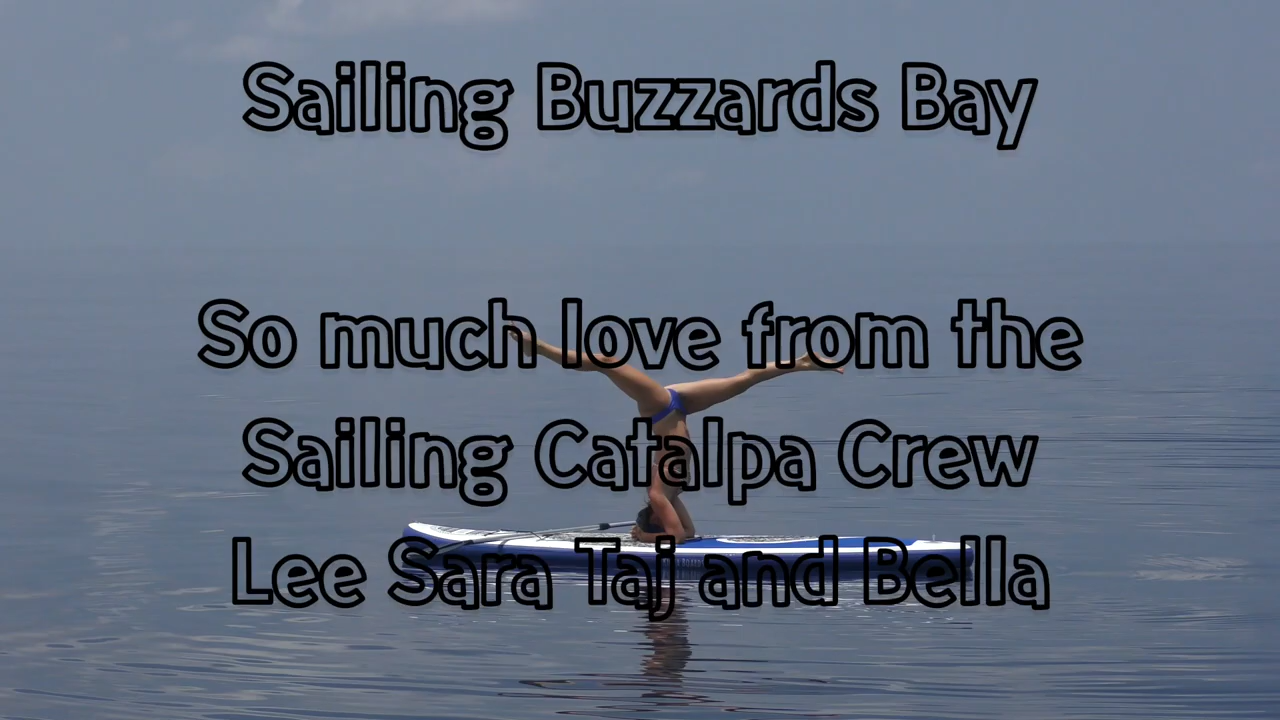 Sailing Buzzards Bay
So much love from the
Sailing Catalpa Crew
Lee Sara Taj and Bella